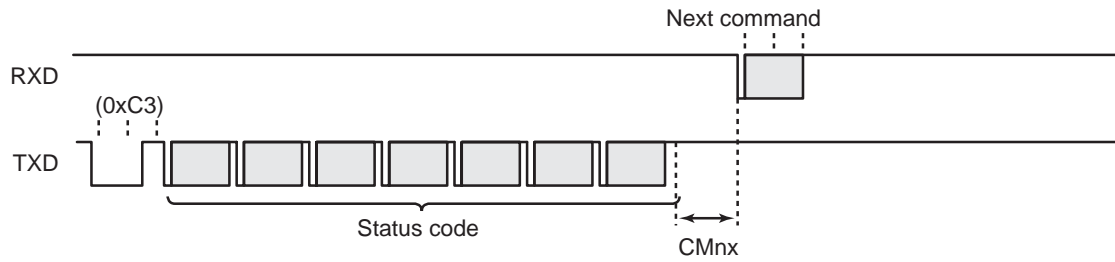 Next command
RXD
(0xC3)
TXD
Status code
CMnx